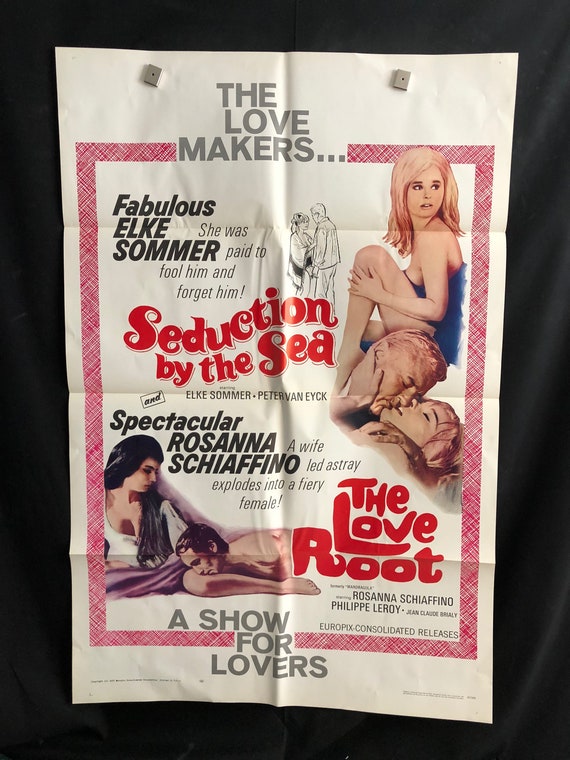 THE
LOVE
MAKERS...
Fabulous
ELKE
SOMMER
She was
paid to
fool him and
forget him!
Seduction
by the Sea
starring
ELKE SOMMER • PETER VAN EYCK
and
Spectacular
ROSANNA
SCHIAFFINO
A wife
led astray
explodes into a fiery
female!
THE
LOVE
ROOT
formerly "MANDRAGOLA"
starring ROSANNA SCHIAFFINO
PHILIPPE LEROY • JEAN CLAUDE BRIALY
EUROPIX-CONSOLIDATED RELEASES
A SHOW
FOR
LOVERS